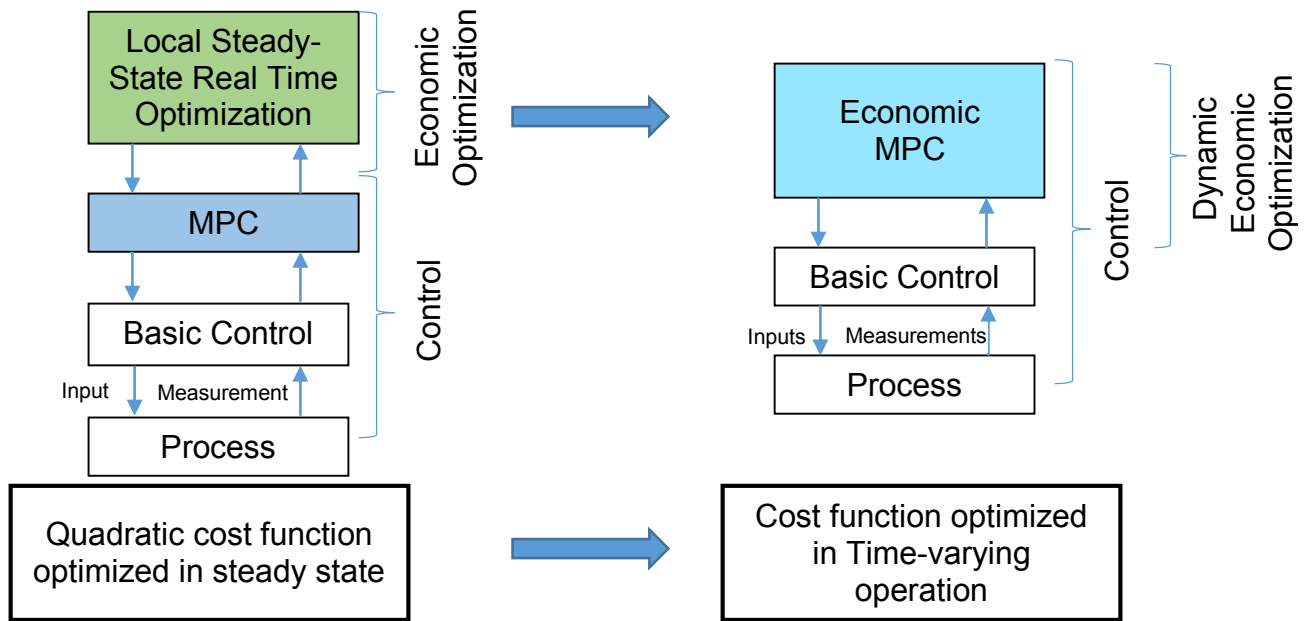 Local Steady-
State Real Time
Optimization
Economic
Optimization
MPC
Basic Control
Control
Input
Measurement
Process
Quadratic cost function
optimized in steady state
Economic
MPC
Control
Dynamic
Economic
Optimization
Basic Control
Inputs
Measurements
Process
Cost function optimized
in Time-varying
operation